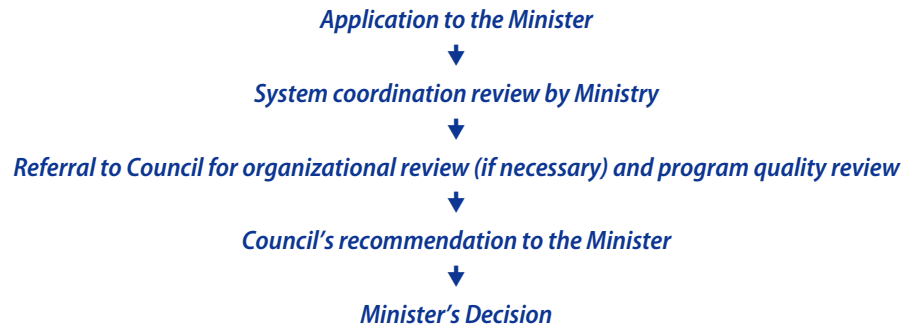 Application to the Minister
System coordination review by Ministry
Referral to Council for organizational review (if necessary) and program quality review
Council’s recommendation to the Minister
Minister’s Decision